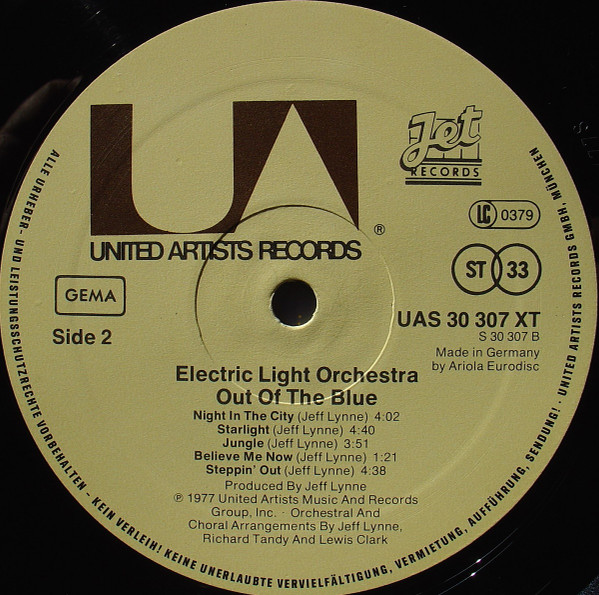 UA
UNITED ARTISTS RECORDS ®
Jet
RECORDS
LC 0379
ST 33
GEMA
Side 2
UAS 30 307 XT
S 30 307 B
Made in Germany
by Ariola Eurodisc
Electric Light Orchestra
Out Of The Blue
Night In The City (Jeff Lynne) 4:02
Starlight (Jeff Lynne) 4:40
Jungle (Jeff Lynne) 3:51
Believe Me Now (Jeff Lynne) 1:21
Steppin' Out (Jeff Lynne) 4:38
Produced By Jeff Lynne
℗ 1977 United Artists Music And Records
Group, Inc. · Orchestral And
Choral Arrangements By Jeff Lynne,
Richard Tandy And Lewis Clark
ALLE URHEBER- UND LEISTUNGSSCHUTZRECHTE VORBEHALTEN - KEIN VERLEIH! KEINE UNERLAUBTE VERVIELFÄLTIGUNG, VERMIETUNG, AUFFÜHRUNG, SENDUNG! · UNITED ARTISTS RECORDS GMBH, MÜNCHEN